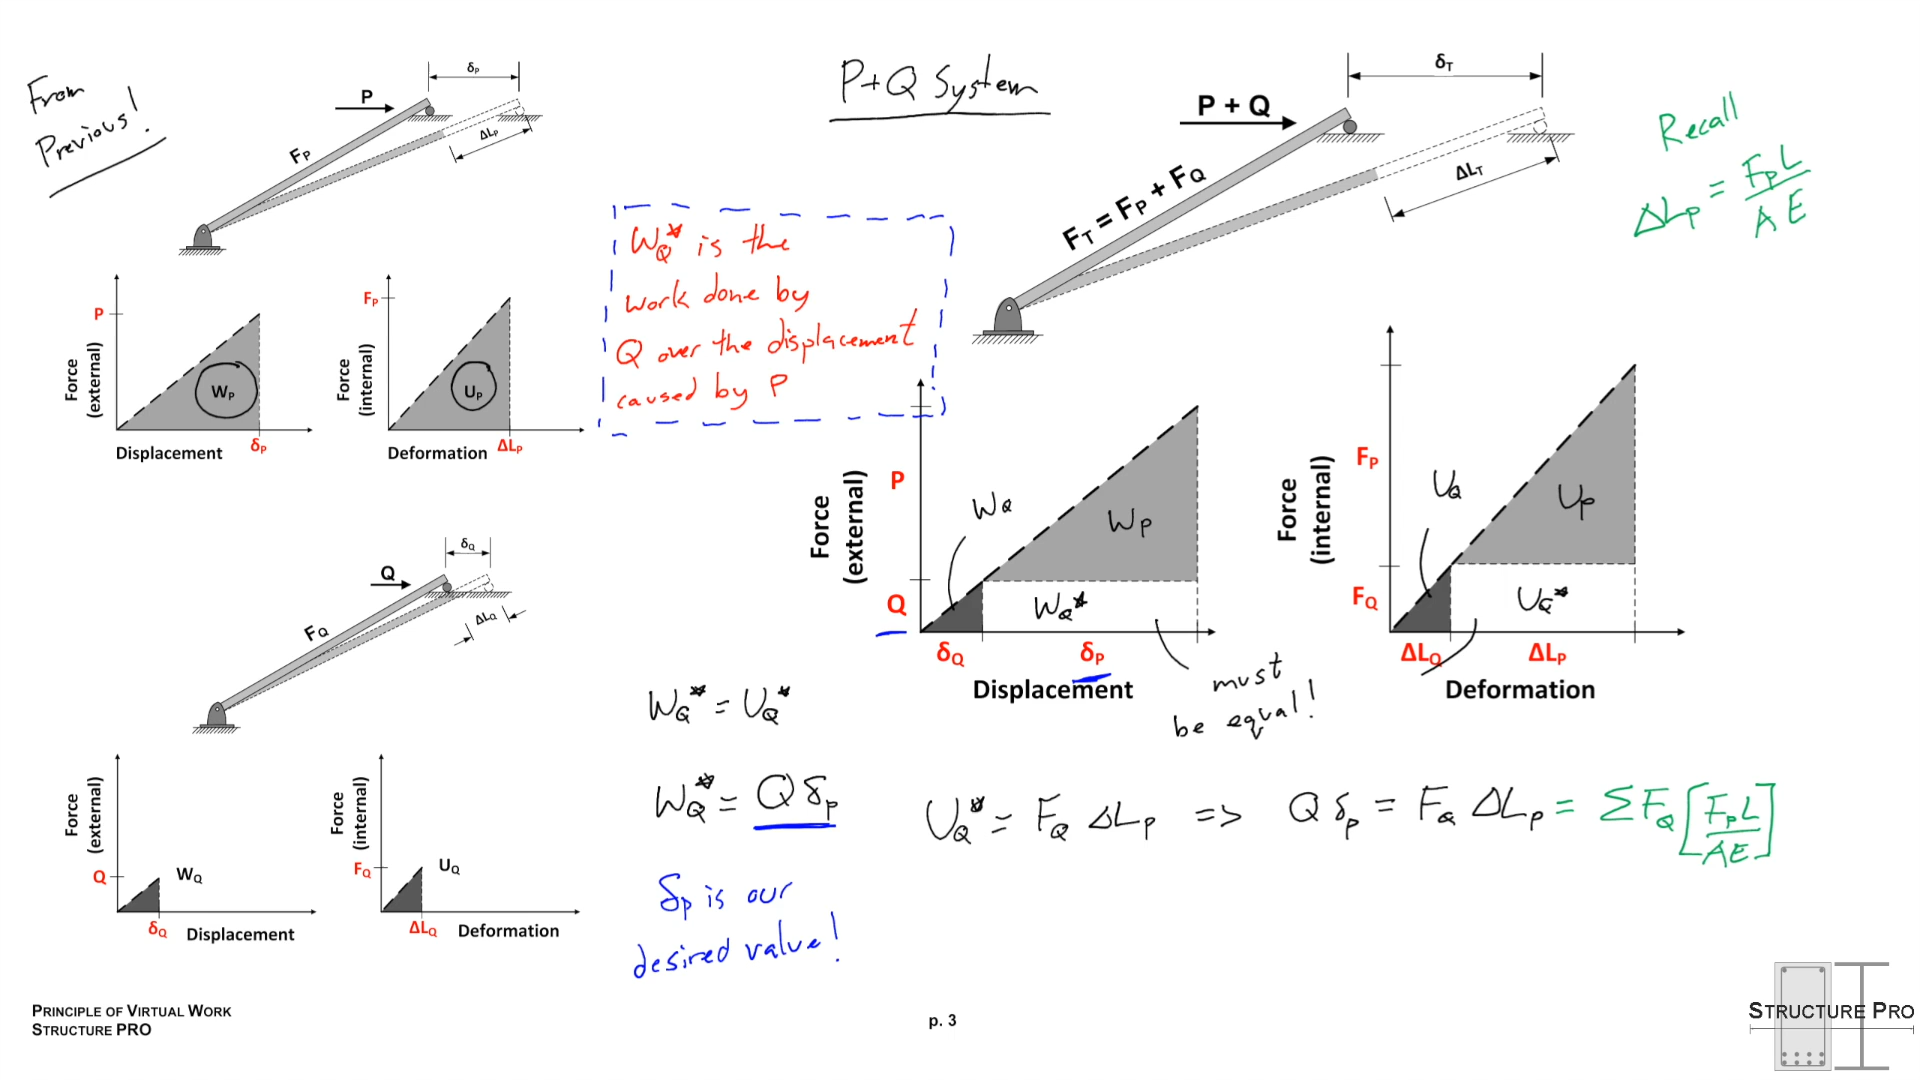 From
Previous!
P
δP
FP
ΔLP
Force
(external)
P
WP
Displacement
δP
Force
(internal)
FP
UP
Deformation
ΔLP
Q
δQ
FQ
ΔLQ
Force
(external)
Q
WQ
δQ
Displacement
Force
(internal)
FQ
UQ
ΔLQ
Deformation
WQ* is the
work done by
Q over the displacement
caused by P
P+Q System
P + Q
δT
FT = FP + FQ
ΔLT
Recall
ΔLP = FPL / AE
Force
(external)
P
Q
WQ
WP
WQ*
δQ
δP
Displacement
must
be equal!
Force
(internal)
FP
FQ
UQ
UP
UQ*
ΔLQ
ΔLP
Deformation
WQ* = UQ*
WQ* = Q δP
UQ* = FQ ΔLP => Q δP = FQ ΔLP = Σ FQ [FPL / AE]
δP is our
desired value!
PRINCIPLE OF VIRTUAL WORK
STRUCTURE PRO
p. 3
STRUCTURE PRO